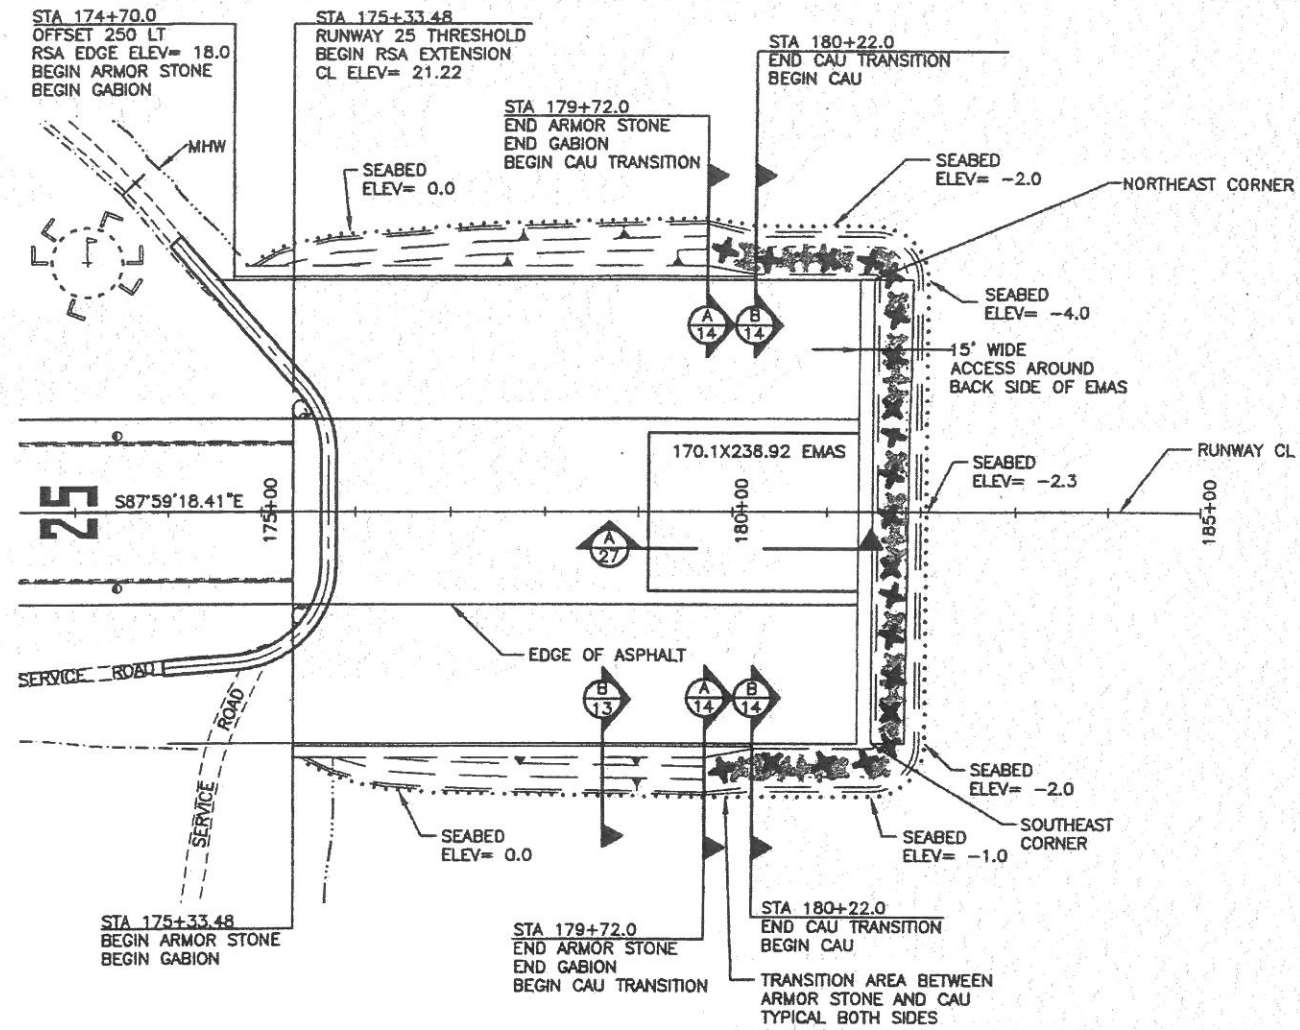 STA 174+70.0
OFFSET 250 LT
RSA EDGE ELEV= 18.0
BEGIN ARMOR STONE
BEGIN GABION
STA 175+33.48
RUNWAY 25 THRESHOLD
BEGIN RSA EXTENSION
CL ELEV= 21.22
STA 180+22.0
END CAU TRANSITION
BEGIN CAU
STA 179+72.0
END ARMOR STONE
END GABION
BEGIN CAU TRANSITION
MHW
SEABED
ELEV= 0.0
SEABED
ELEV= -2.0
NORTHEAST CORNER
SEABED
ELEV= -4.0
A
14
B
14
15' WIDE
ACCESS AROUND
BACK SIDE OF EMAS
170.1X238.92 EMAS
RUNWAY CL
SEABED
ELEV= -2.3
25
S87°59'18.41"E
175+00
180+00
185+00
A
27
EDGE OF ASPHALT
SERVICE ROAD
SERVICE ROAD
B
13
A
14
B
14
SEABED
ELEV= -2.0
SOUTHEAST
CORNER
SEABED
ELEV= 0.0
SEABED
ELEV= -1.0
STA 175+33.48
BEGIN ARMOR STONE
BEGIN GABION
STA 179+72.0
END ARMOR STONE
END GABION
BEGIN CAU TRANSITION
STA 180+22.0
END CAU TRANSITION
BEGIN CAU
TRANSITION AREA BETWEEN
ARMOR STONE AND CAU
TYPICAL BOTH SIDES